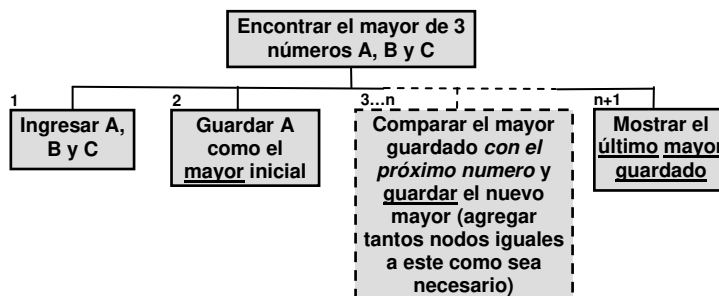 Encontrar el mayor de 3
números A, B y C
1
Ingresar A,
B y C
2
Guardar A
como el
mayor inicial
3...n
Comparar el mayor
guardado con el
próximo numero y
guardar el nuevo
mayor (agregar
tantos nodos iguales
a este como sea
necesario)
n+1
Mostrar el
último mayor
guardado